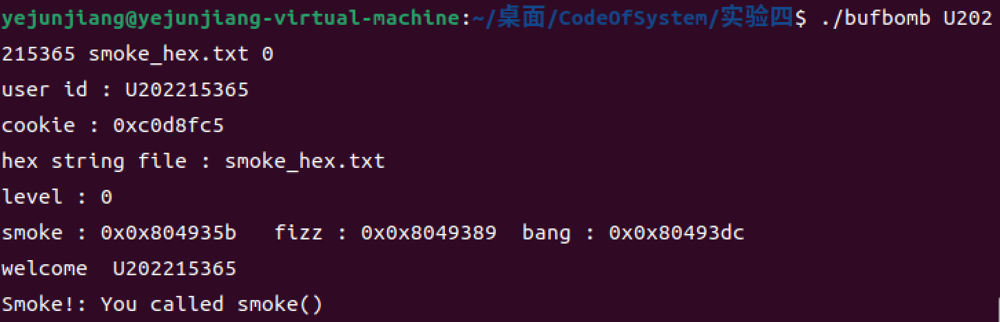 yejunjiang@yejunjiang-virtual-machine:~/桌面/CodeOfSystem/实验四$ ./bufbomb U202
215365 smoke_hex.txt 0
user id : U202215365
cookie : 0xc0d8fc5
hex string file : smoke_hex.txt
level : 0
smoke : 0x0x804935b   fizz : 0x0x8049389  bang : 0x0x80493dc
welcome  U202215365
Smoke!: You called smoke()